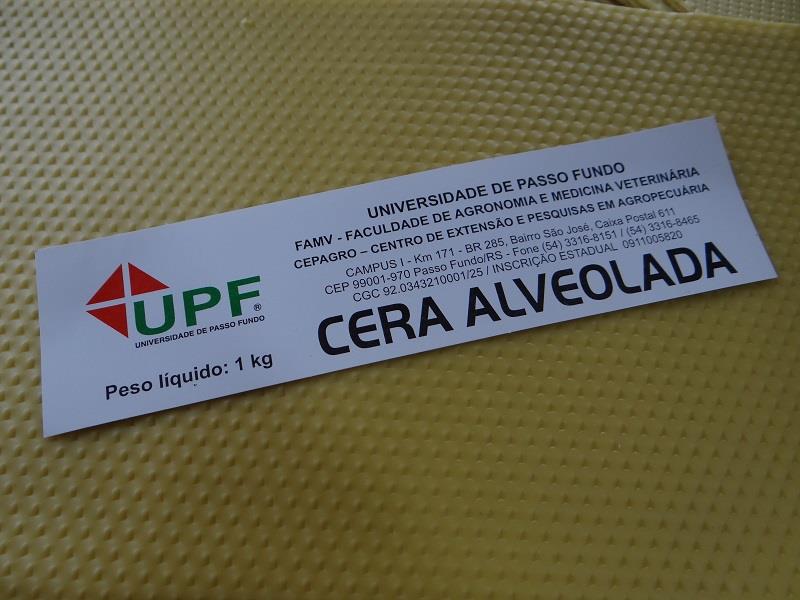 UNIVERSIDADE DE PASSO FUNDO
FAMV - FACULDADE DE AGRONOMIA E MEDICINA VETERINÁRIA
CEPAGRO – CENTRO DE EXTENSÃO E PESQUISAS EM AGROPECUÁRIA
CAMPUS I - Km 171 - BR 285, Bairro São José, Caixa Postal 611
CEP 99001-970 Passo Fundo/RS - Fone (54) 3316-8151 / (54) 3316-8465
CGC 92.0343210001/25 / INSCRIÇÃO ESTADUAL 0911005820
UPF®
UNIVERSIDADE DE PASSO FUNDO
Peso líquido: 1 kg
CERA ALVEOLADA